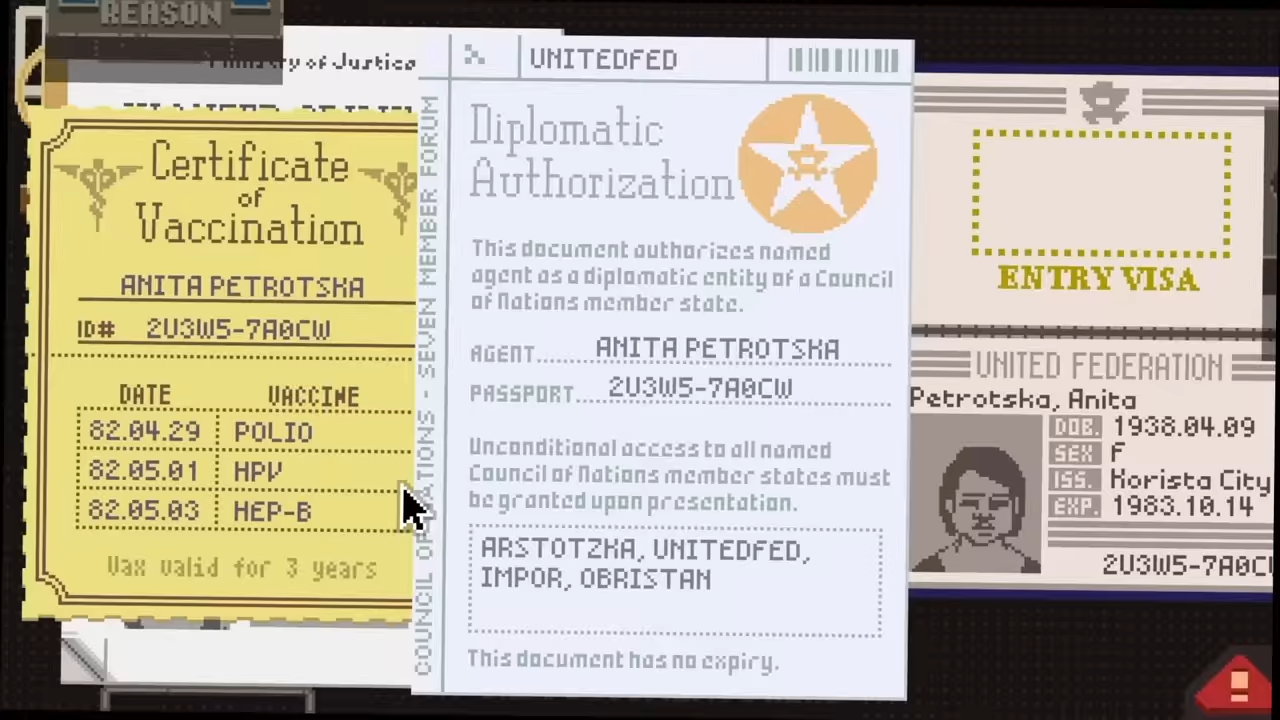 REASON
Ministry of Justice
Certificate
of
Vaccination
ANITA PETROTSKA
ID# 2U3W5-7A0CW
DATE VACCINE
82.04.29 POLIO
82.05.01 HPV
82.05.03 HEP-B
Vax valid for 3 years
COUNCIL OF NATIONS - SEVEN MEMBER FORUM
UNITEDFED
Diplomatic
Authorization
This document authorizes named
agent as a diplomatic entity of a Council
of Nations member state.
AGENT...... ANITA PETROTSKA
PASSPORT... 2U3W5-7A0CW
Unconditional access to all named
Council of Nations member states must
be granted upon presentation.
ARSTOTZKA, UNITEDFED,
IMPOR, OBRISTAN
This document has no expiry.
ENTRY VISA
UNITED FEDERATION
Petrotska, Anita
DOB. 1938.04.09
SEX F
ISS. Korista City
EXP. 1983.10.14
2U3W5-7A0C